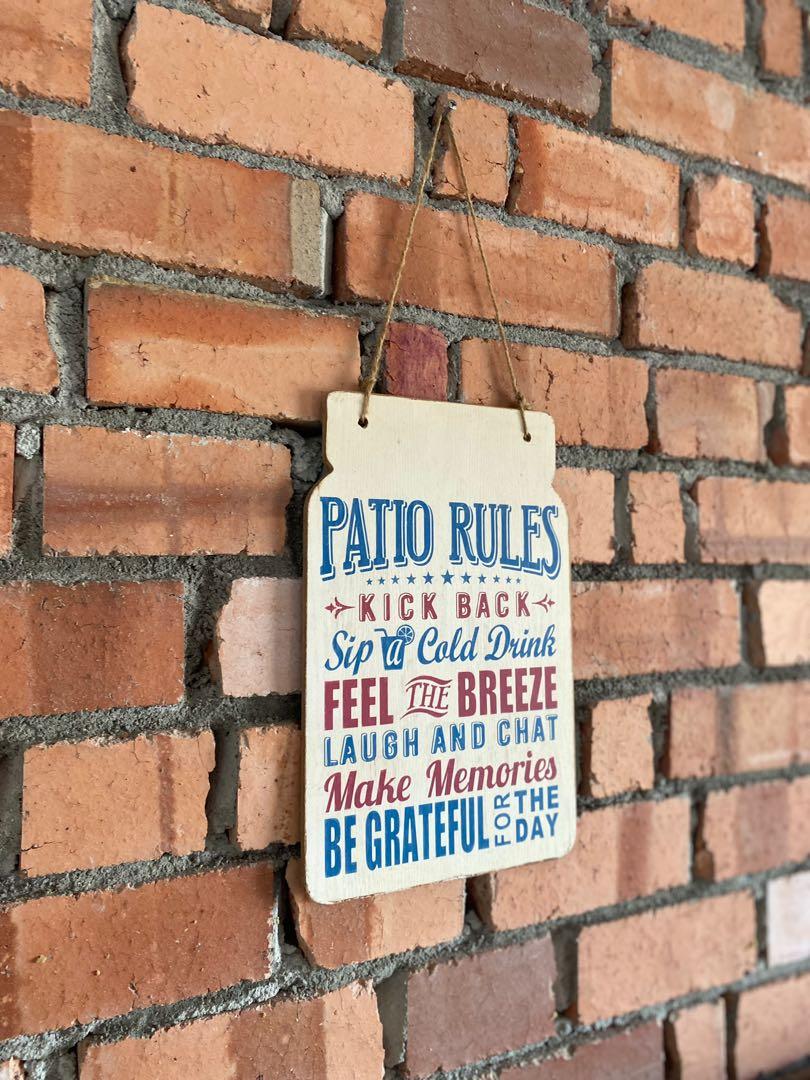 PATIO RULES
KICK BACK
Sip a Cold Drink
FEEL THE BREEZE
LAUGH AND CHAT
Make Memories
BE GRATEFUL FOR THE DAY